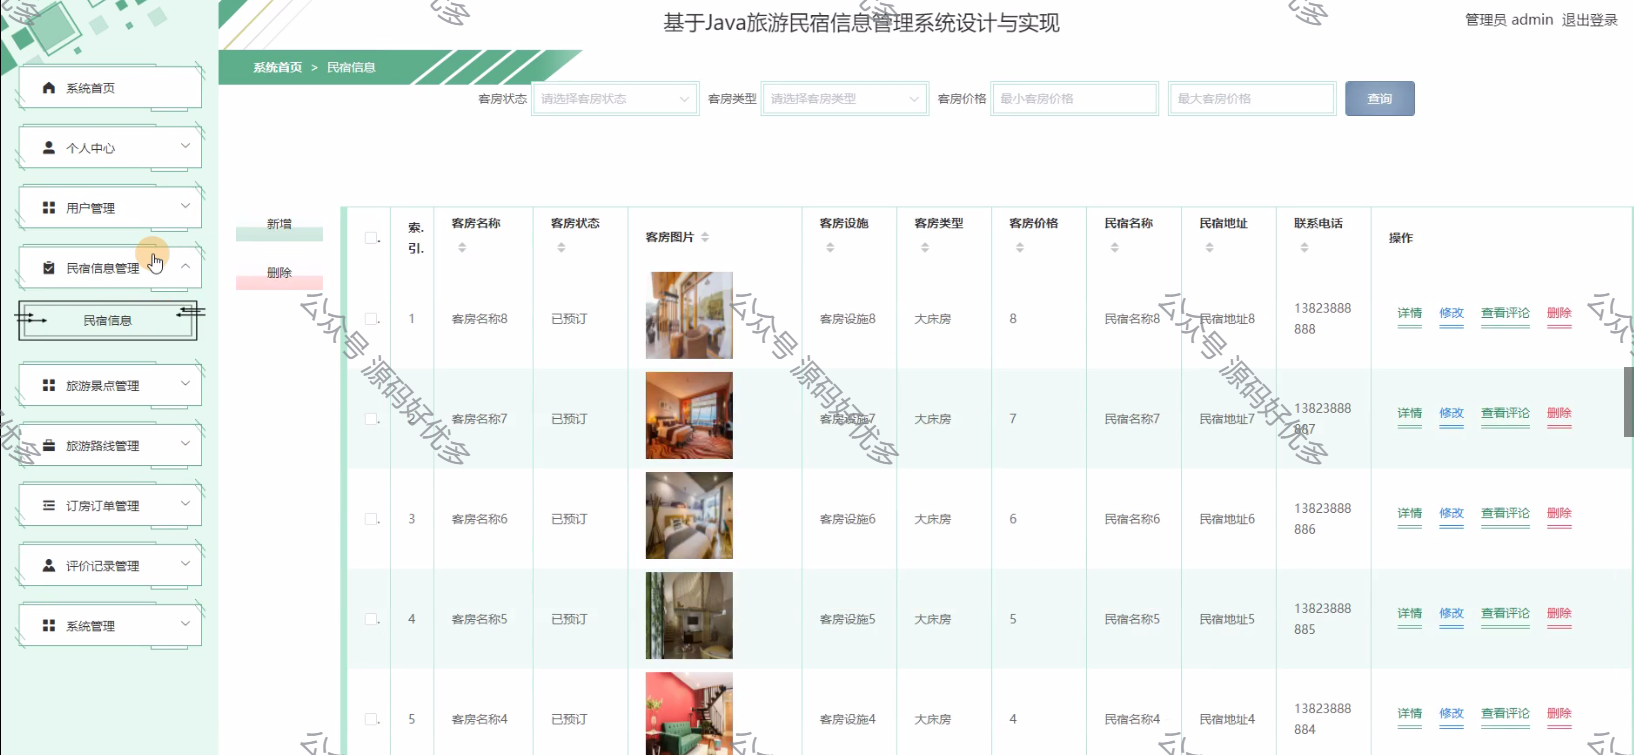 基于Java旅游民宿信息管理系统设计与实现
管理员 admin 退出登录
系统首页 > 民宿信息
客房状态 请选择客房状态 客房类型 请选择客房类型 客房价格 最小客房价格 最大客房价格 查询
系统首页
个人中心
用户管理
民宿信息管理
民宿信息
旅游景点管理
旅游路线管理
订房订单管理
评价记录管理
系统管理
新增
删除
索引. 客房名称 客房状态 客房图片 客房设施 客房类型 客房价格 民宿名称 民宿地址 联系电话 操作
1 客房名称8 已预订 客房设施8 大床房 8 民宿名称8 民宿地址8 13823888888 详情 修改 查看评论 删除
客房名称7 已预订 客房设施7 大床房 7 民宿名称7 民宿地址7 13823888887 详情 修改 查看评论 删除
3 客房名称6 已预订 客房设施6 大床房 6 民宿名称6 民宿地址6 13823888886 详情 修改 查看评论 删除
4 客房名称5 已预订 客房设施5 大床房 5 民宿名称5 民宿地址5 13823888885 详情 修改 查看评论 删除
5 客房名称4 已预订 客房设施4 大床房 4 民宿名称4 民宿地址4 13823888884 详情 修改 查看评论 删除
公众号 源码好优多
公众号 源码好优多
公众号 源码好优多